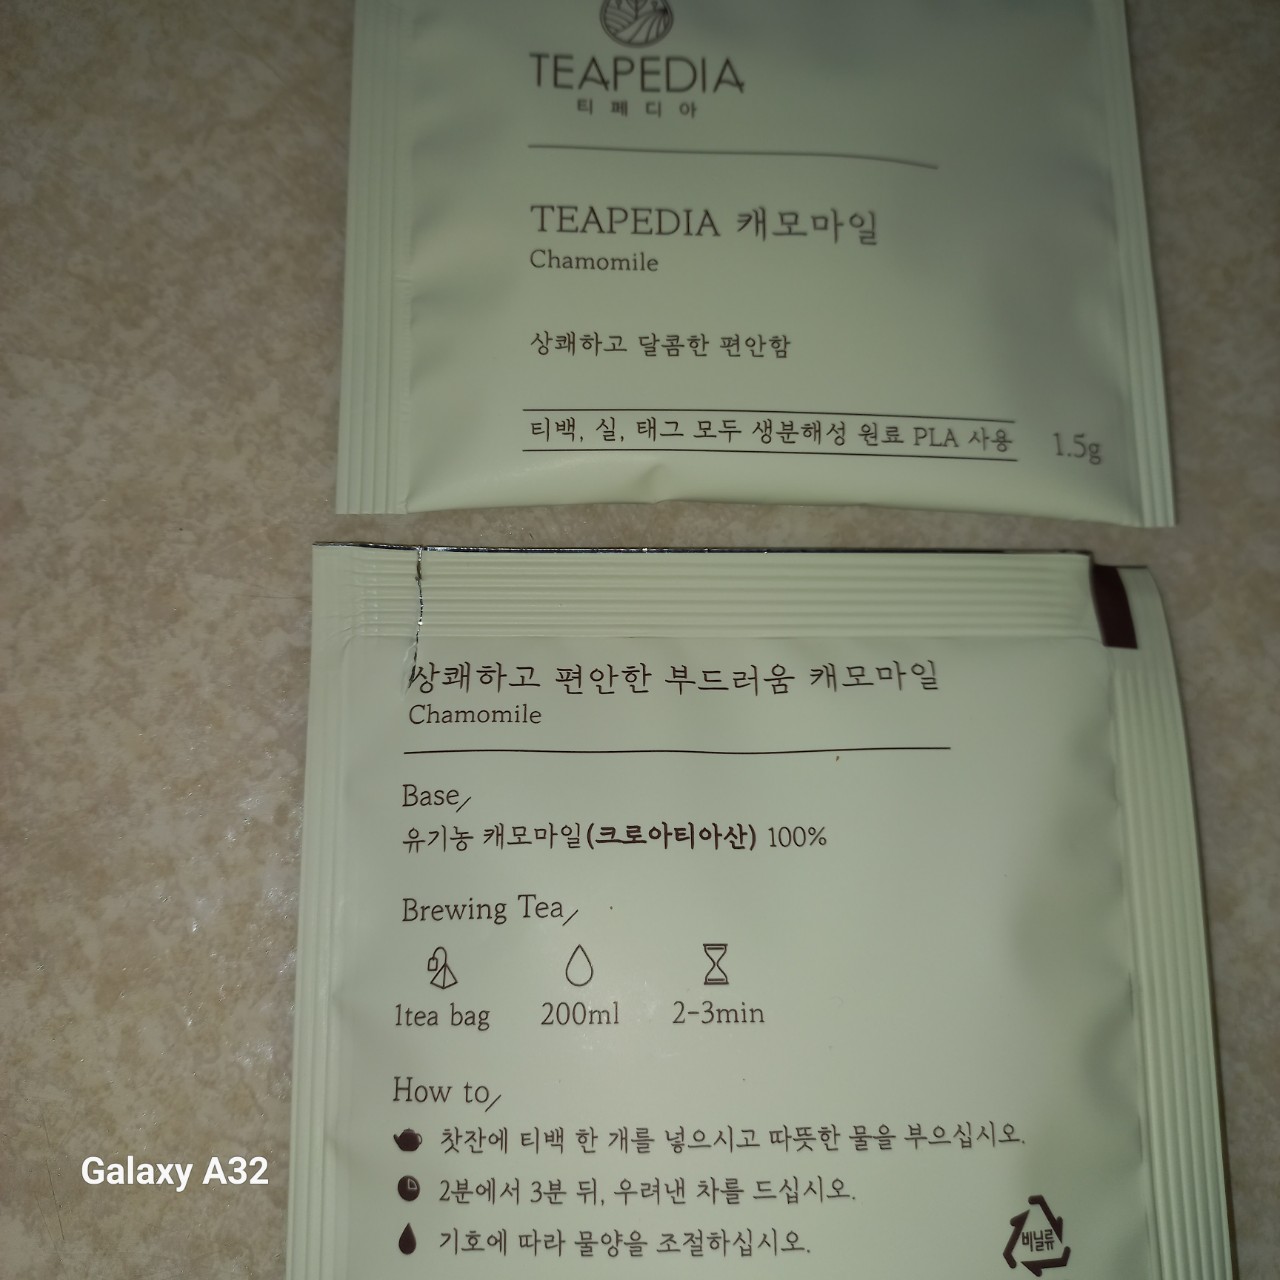 TEAPEDIA
티페디아
TEAPEDIA 캐모마일
Chamomile
상쾌하고 달콤한 편안함
티백, 실, 태그 모두 생분해성 원료 PLA 사용 1.5g
상쾌하고 편안한 부드러움 캐모마일
Chamomile
Base/
유기농 캐모마일(크로아티아산) 100%
Brewing Tea/
1tea bag 200ml 2-3min
How to/
찻잔에 티백 한 개를 넣으시고 따뜻한 물을 부으십시오.
2분에서 3분 뒤, 우려낸 차를 드십시오.
기호에 따라 물양을 조절하십시오.
비닐류
Galaxy A32